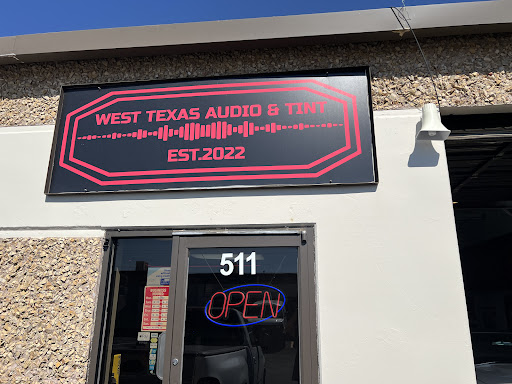 WEST TEXAS AUDIO & TINT
EST.2022
511
OPEN